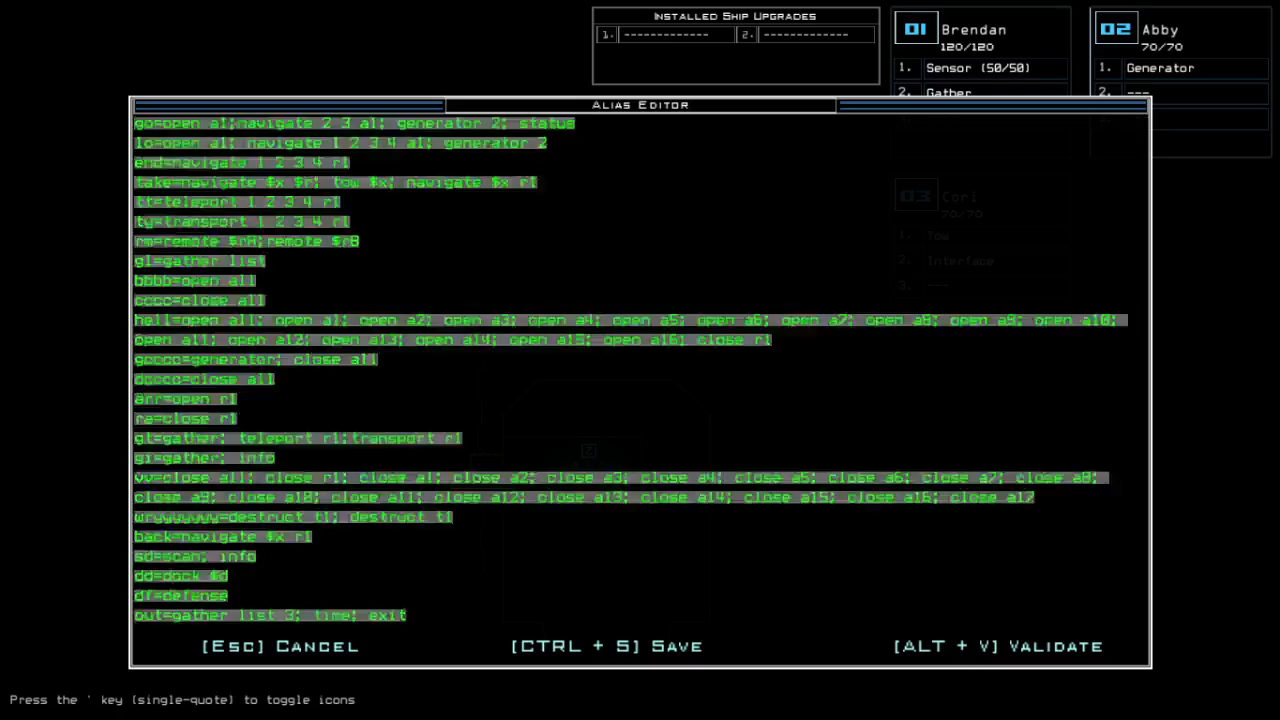 Installed Ship Upgrades
1. ------------- 2. -------------
01 Brendan
120/120
1. Sensor (50/50)
2. Gather
02 Abby
70/70
1. Generator
2. ---
Alias Editor
go=open a1;navigate 2 3 a1; generator 2; status
lo=open a1; navigate 1 2 3 4 a1; generator 2
end=navigate 1 2 3 4 r1
take=navigate $x $r; tow $x; navigate $x r1
tt=teleport 1 2 3 4 r1
ty=transport 1 2 3 4 r1
rm=remote $rA;remote $rB
gl=gather list
bbbb=open all
cccc=close all
hell=open all; open a1; open a2; open a3; open a4; open a5; open a6; open a7; open a8; open a9; open a10;
open a11; open a12; open a13; open a14; open a15; open a16; close r1
gcccc=generator; close all
dcccc=close all
arr=open r1
ra=close r1
gt=gather; teleport r1;transport r1
gi=gather; info
vv=close all; close r1; close a1; close a2; close a3; close a4; close a5; close a6; close a7; close a8;
close a9; close a10; close a11; close a12; close a13; close a14; close a15; close a16; close a17
wryyyyyyy=destruct t1; destruct t1
back=navigate $x r1
sd=scan; info
dd=dock $d
df=defense
out=gather list 3; time; exit
03 Cori
70/70
1. Tow
2. Interface
3. ---
[Esc] Cancel
[CTRL + S] Save
[ALT + V] Validate
Press the ' key (single-quote) to toggle icons